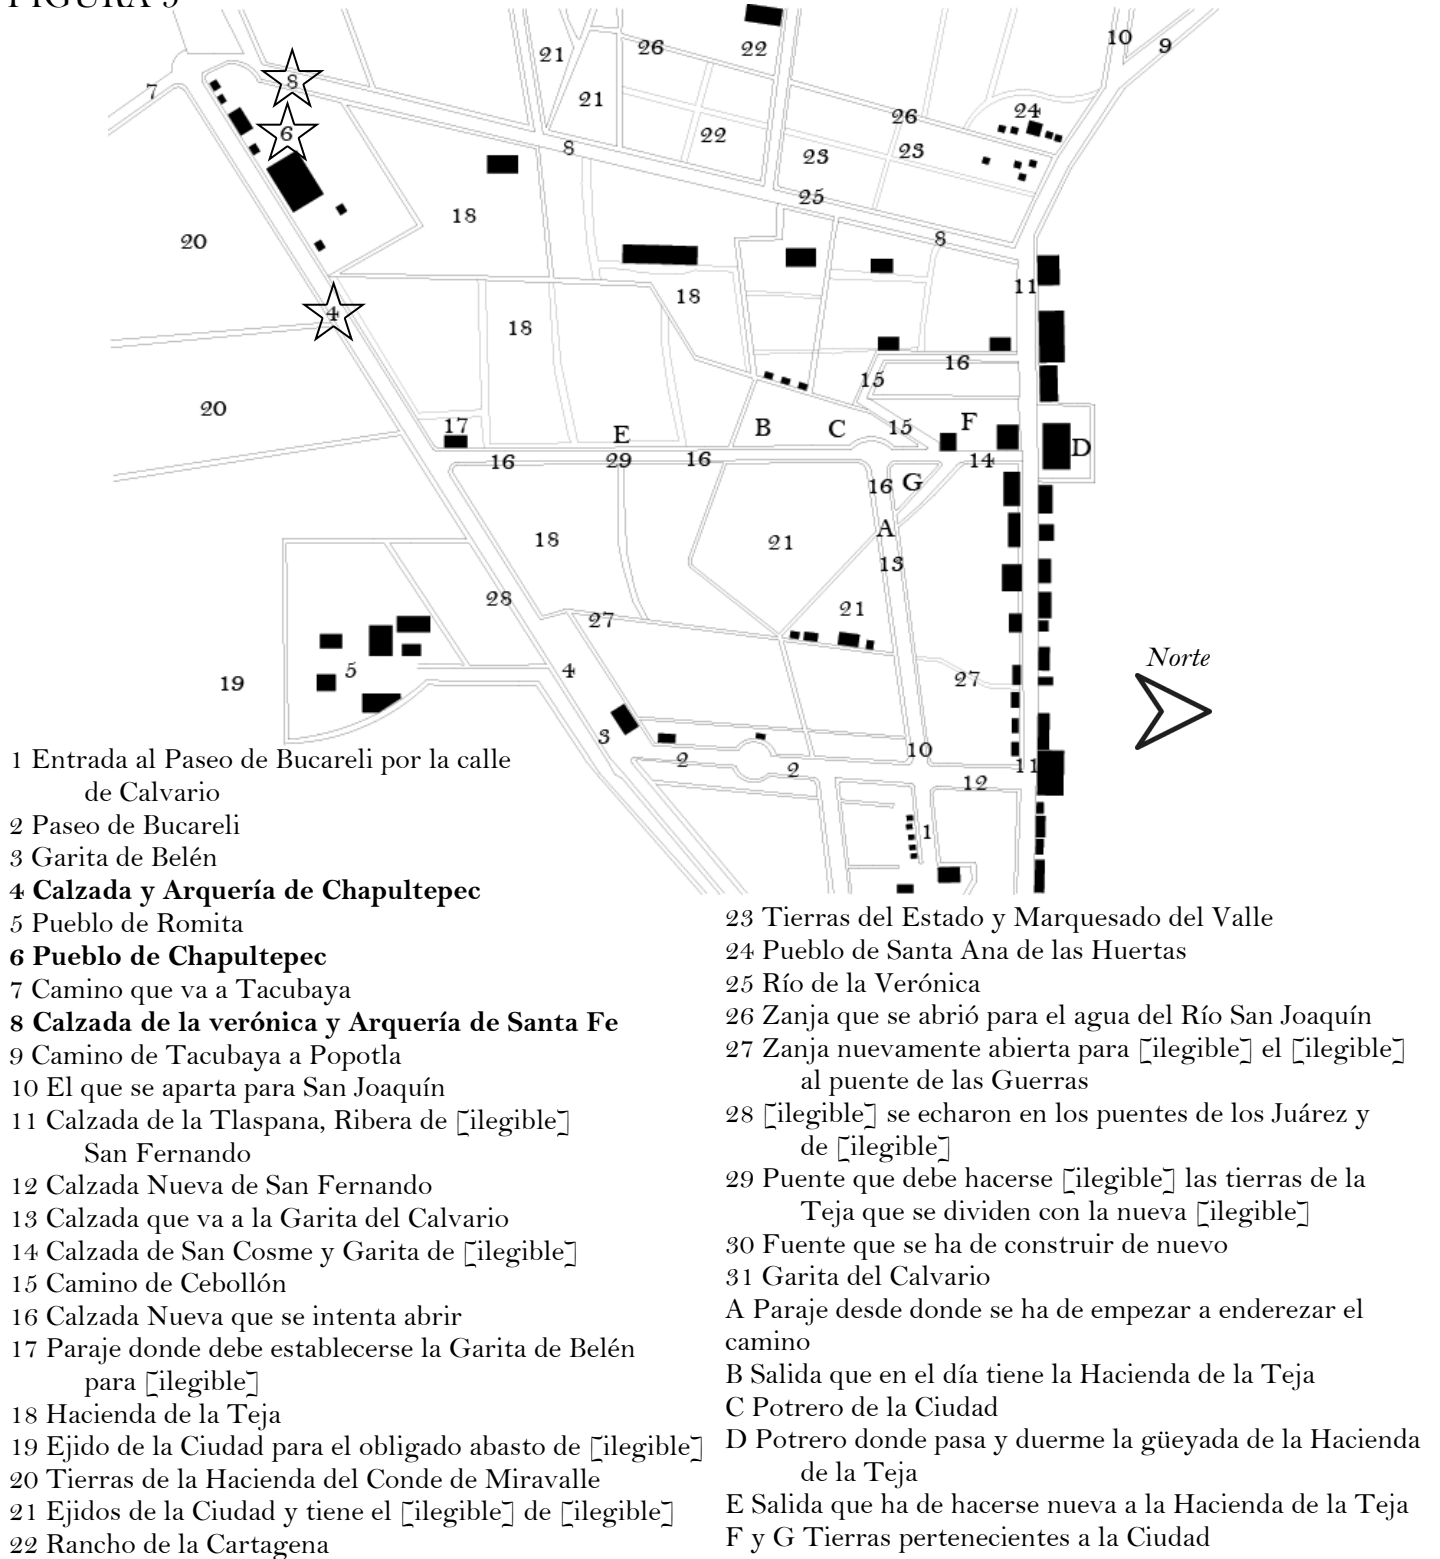 FIGURA 3
10
9
21
26
22
7
8
21
24
26
6
22
8
23
23
25
18
20
8
11
18
4
18
16
15
20
17
E
B
C
15
F
D
16
29
16
14
16
G
A
18
21
13
28
27
21
Norte
5
4
27
19
3
2
10
2
11
12
1
1 Entrada al Paseo de Bucareli por la calle
de Calvario
2 Paseo de Bucareli
3 Garita de Belén
4 Calzada y Arquería de Chapultepec
5 Pueblo de Romita
6 Pueblo de Chapultepec
7 Camino que va a Tacubaya
8 Calzada de la verónica y Arquería de Santa Fe
9 Camino de Tacubaya a Popotla
10 El que se aparta para San Joaquín
11 Calzada de la Tlaspana, Ribera de [ilegible]
San Fernando
12 Calzada Nueva de San Fernando
13 Calzada que va a la Garita del Calvario
14 Calzada de San Cosme y Garita de [ilegible]
15 Camino de Cebollón
16 Calzada Nueva que se intenta abrir
17 Paraje donde debe establecerse la Garita de Belén
para [ilegible]
18 Hacienda de la Teja
19 Ejido de la Ciudad para el obligado abasto de [ilegible]
20 Tierras de la Hacienda del Conde de Miravalle
21 Ejidos de la Ciudad y tiene el [ilegible] de [ilegible]
22 Rancho de la Cartagena
23 Tierras del Estado y Marquesado del Valle
24 Pueblo de Santa Ana de las Huertas
25 Río de la Verónica
26 Zanja que se abrió para el agua del Río San Joaquín
27 Zanja nuevamente abierta para [ilegible] el [ilegible]
al puente de las Guerras
28 [ilegible] se echaron en los puentes de los Juárez y
de [ilegible]
29 Puente que debe hacerse [ilegible] las tierras de la
Teja que se dividen con la nueva [ilegible]
30 Fuente que se ha de construir de nuevo
31 Garita del Calvario
A Paraje desde donde se ha de empezar a enderezar el
camino
B Salida que en el día tiene la Hacienda de la Teja
C Potrero de la Ciudad
D Potrero donde pasa y duerme la güeyada de la Hacienda
de la Teja
E Salida que ha de hacerse nueva a la Hacienda de la Teja
F y G Tierras pertenecientes a la Ciudad